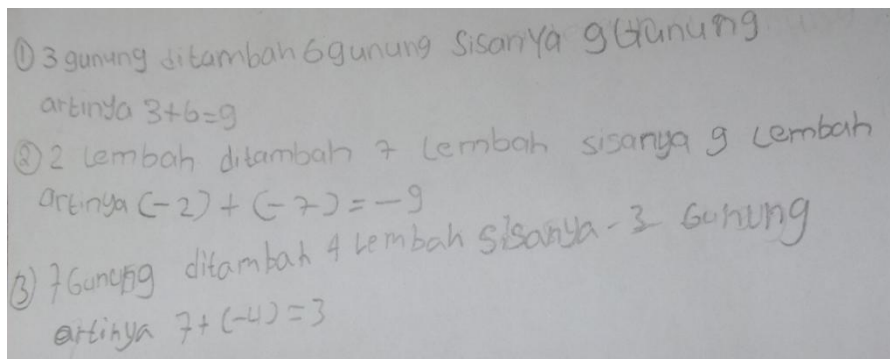 ① 3 gunung ditambah 6 gunung sisanya 9 Gunung
artinya 3+6=9
② 2 Lembah ditambah 7 Lembah sisanya 9 Lembah
artinya (-2) + (-7) = -9
③ 7 Gunung ditambah 4 Lembah sisanya - 3 Gunung
artinya 7 + (-4) = 3